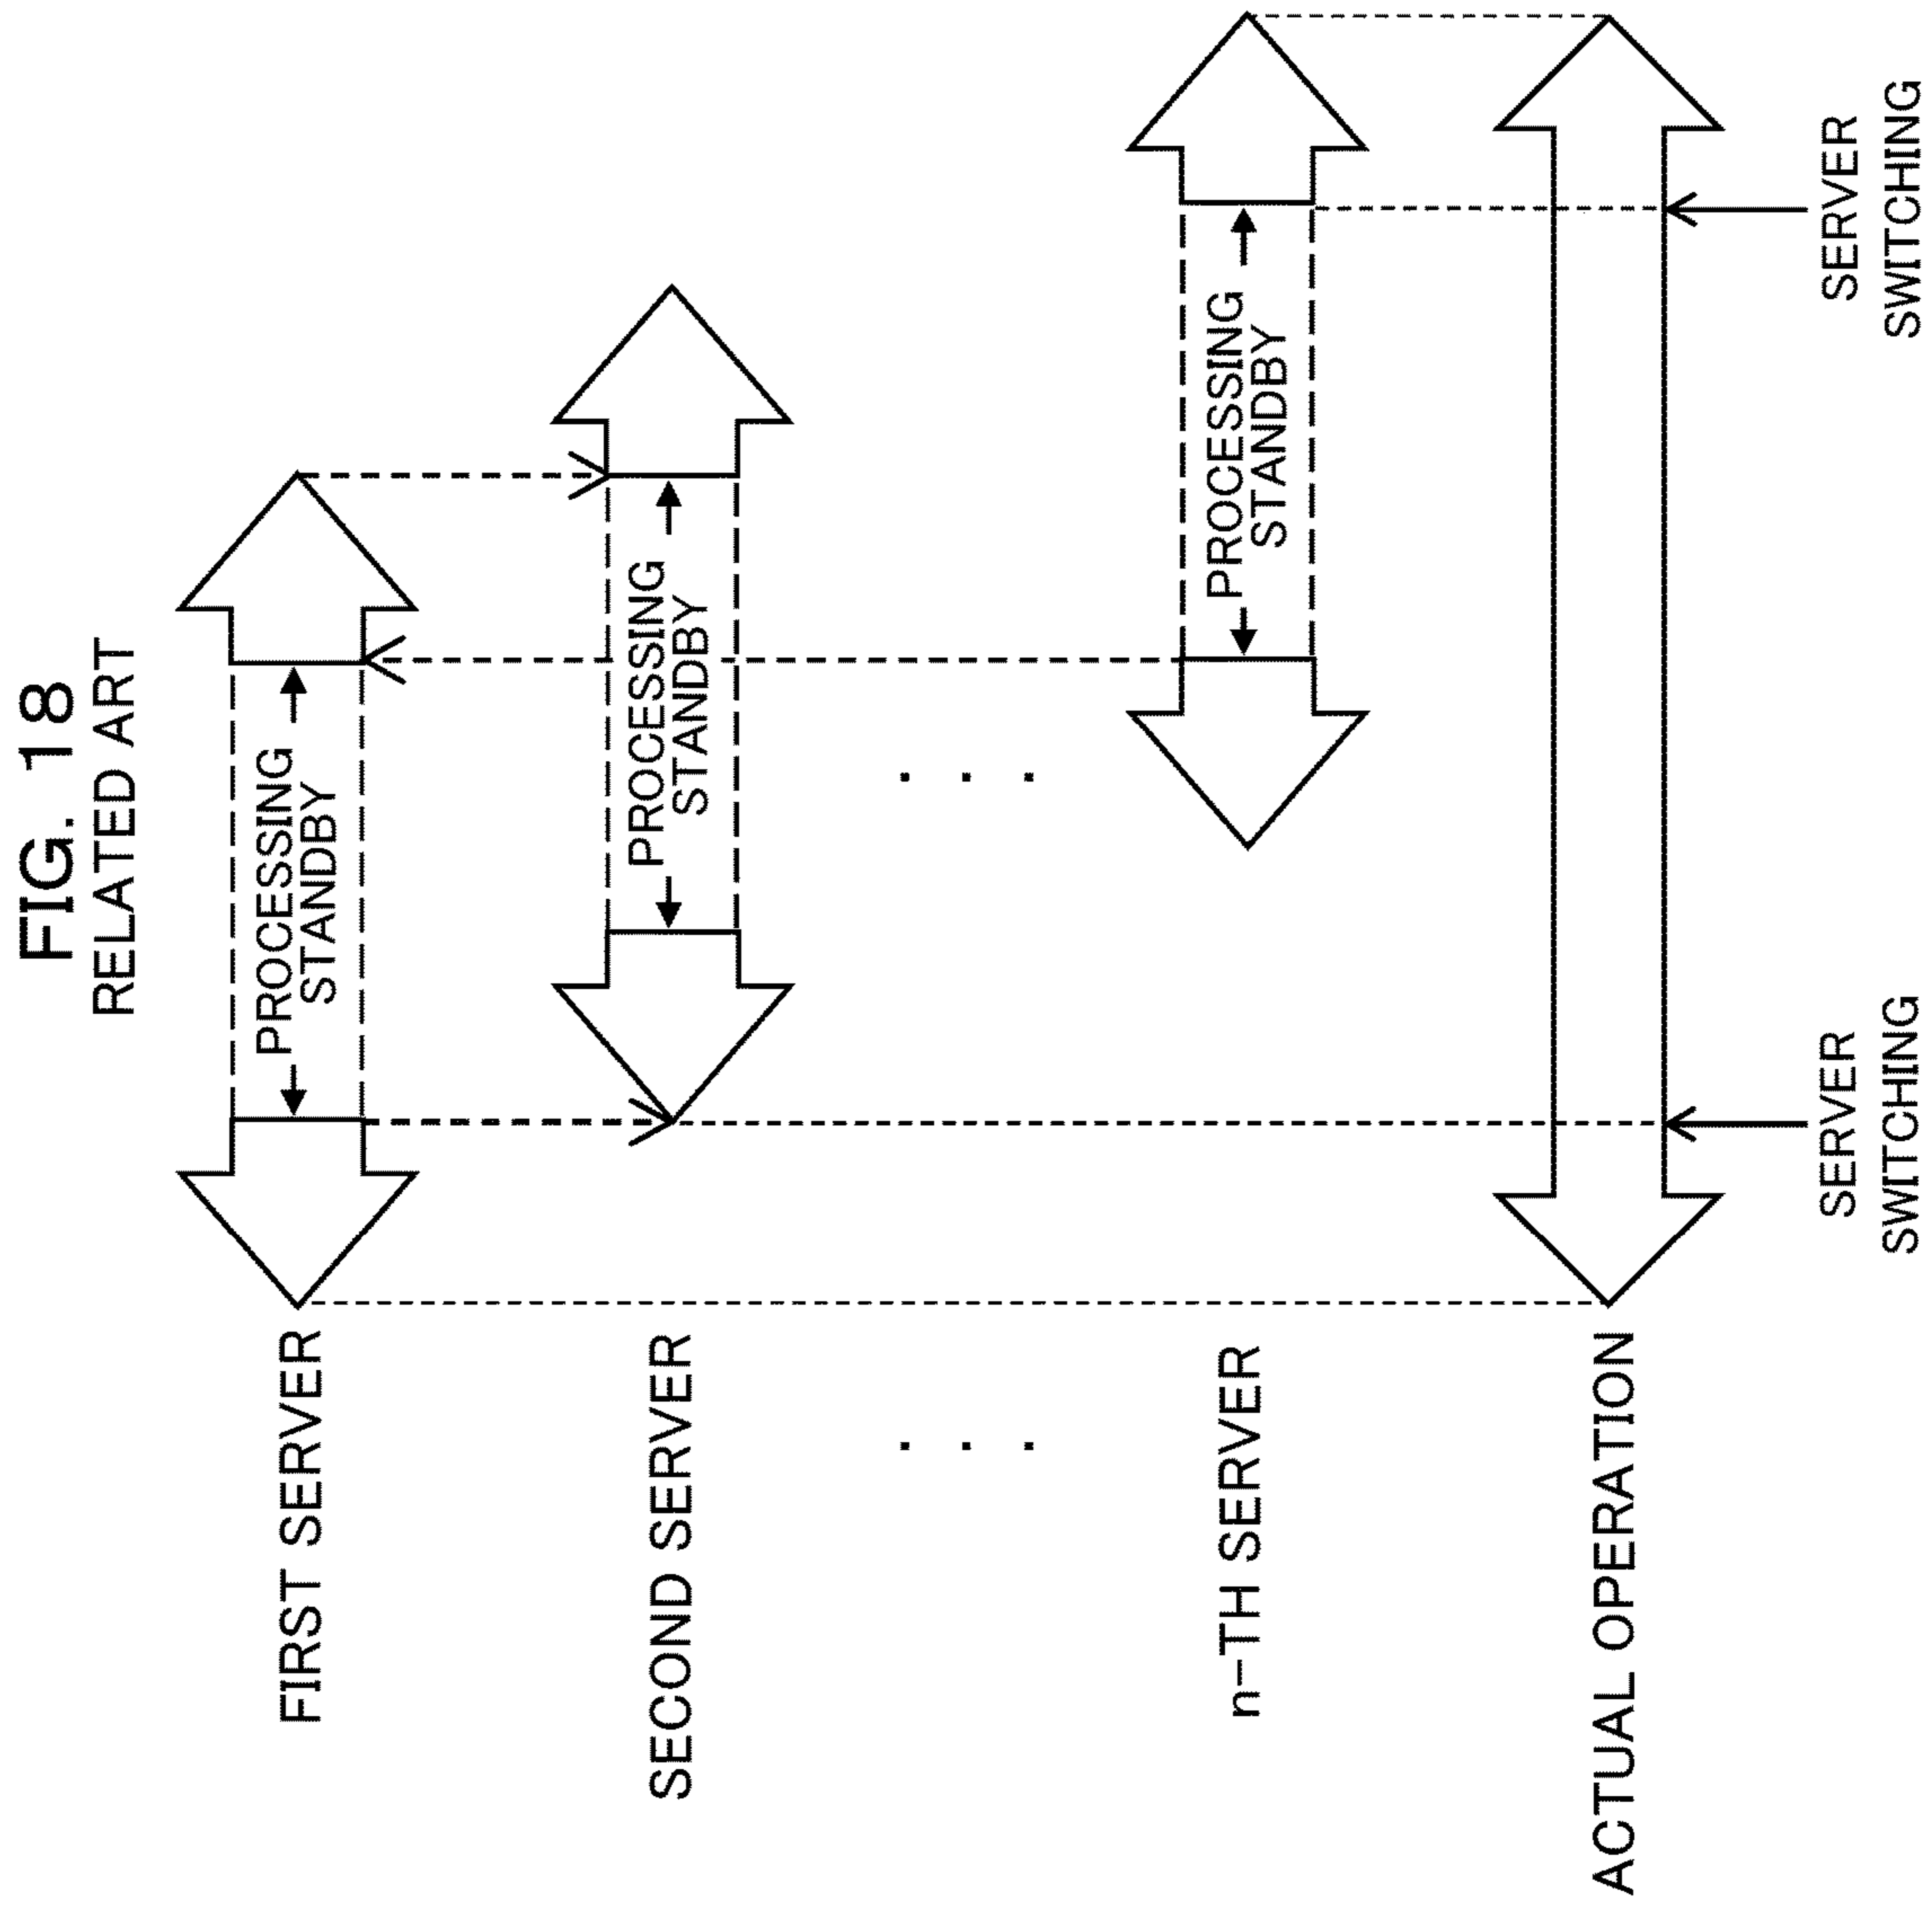 FIG. 18
RELATED ART
FIRST SERVER
PROCESSING
STANDBY
SECOND SERVER
PROCESSING
STANDBY
. . .
. . .
n-TH SERVER
PROCESSING
STANDBY
ACTUAL OPERATION
SERVER
SWITCHING
SERVER
SWITCHING